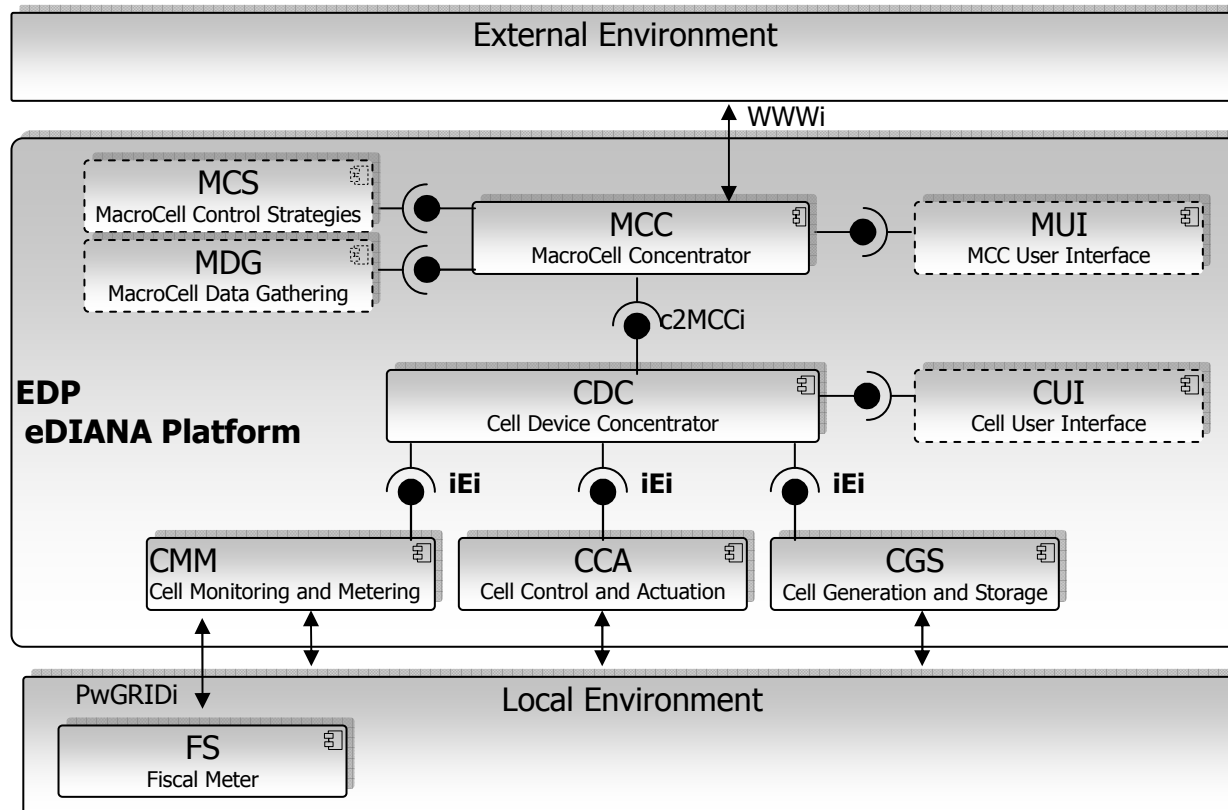 External Environment
WWWi
MCS
MacroCell Control Strategies
MCC
MacroCell Concentrator
MUI
MCC User Interface
MDG
MacroCell Data Gathering
c2MCCi
EDP
eDIANA Platform
CDC
Cell Device Concentrator
CUI
Cell User Interface
iEi
iEi
iEi
CMM
Cell Monitoring and Metering
CCA
Cell Control and Actuation
CGS
Cell Generation and Storage
PwGRIDi
Local Environment
FS
Fiscal Meter